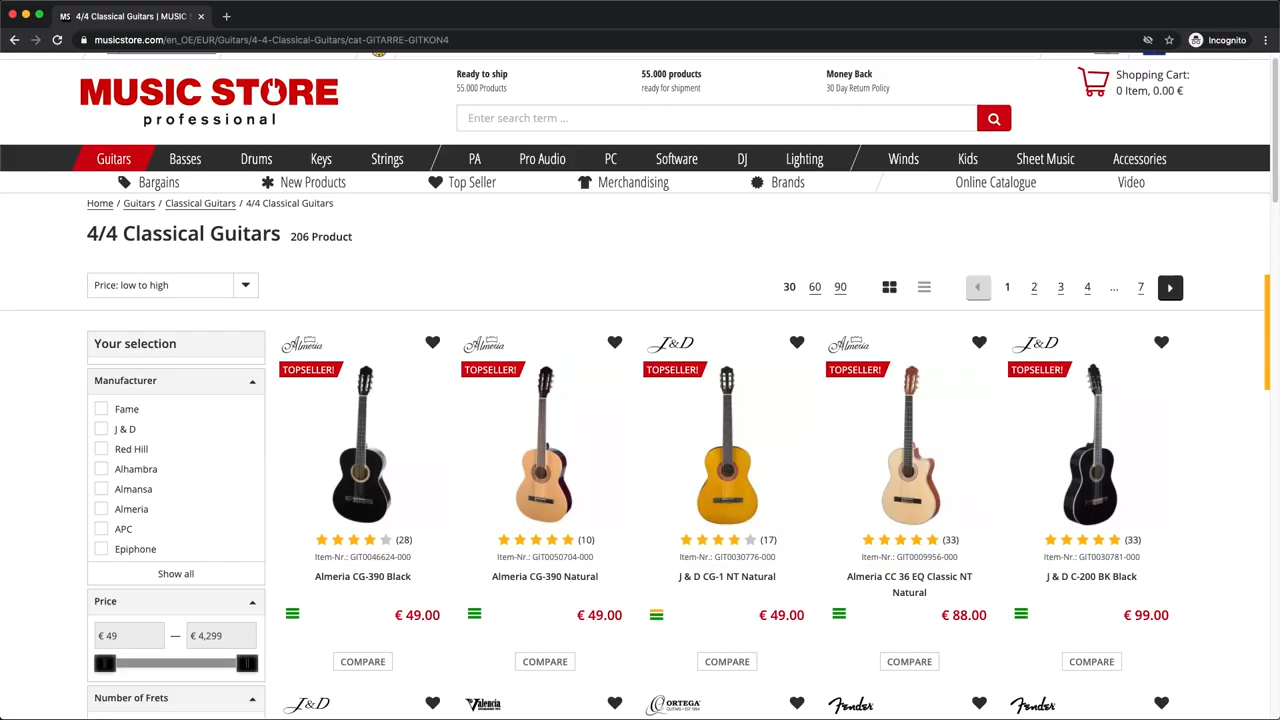 4/4 Classical Guitars | MUSIC S
musicstore.com/en_OE/EUR/Guitars/4-4-Classical-Guitars/cat-GITARRE-GITKON4
Incognito
MUSIC STORE
professional
Ready to ship
55.000 Products
55.000 products
ready for shipment
Money Back
30 Day Return Policy
Shopping Cart:
0 Item, 0.00 €
Enter search term ...
Guitars Basses Drums Keys Strings PA Pro Audio PC Software DJ Lighting Winds Kids Sheet Music Accessories
Bargains New Products Top Seller Merchandising Brands Online Catalogue Video
Home / Guitars / Classical Guitars / 4/4 Classical Guitars
4/4 Classical Guitars 206 Product
Price: low to high
30 60 90 1 2 3 4 ... 7
Your selection
Manufacturer
Fame
J & D
Red Hill
Alhambra
Almansa
Almeria
APC
Epiphone
Show all
Price
€ 49 — € 4,299
Number of Frets
Almeria Almeria J&D Almeria J&D
TOPSELLER! TOPSELLER! TOPSELLER! TOPSELLER! TOPSELLER!
(28) (10) (17) (33) (33)
Item-Nr.: GIT0046624-000 Item-Nr.: GIT0050704-000 Item-Nr.: GIT0030776-000 Item-Nr.: GIT0009956-000 Item-Nr.: GIT0030781-000
Almeria CG-390 Black Almeria CG-390 Natural J & D CG-1 NT Natural Almeria CC 36 EQ Classic NT Natural J & D C-200 BK Black
€ 49.00 € 49.00 € 49.00 € 88.00 € 99.00
COMPARE COMPARE COMPARE COMPARE COMPARE
J&D Valencia ORTEGA Fender Fender